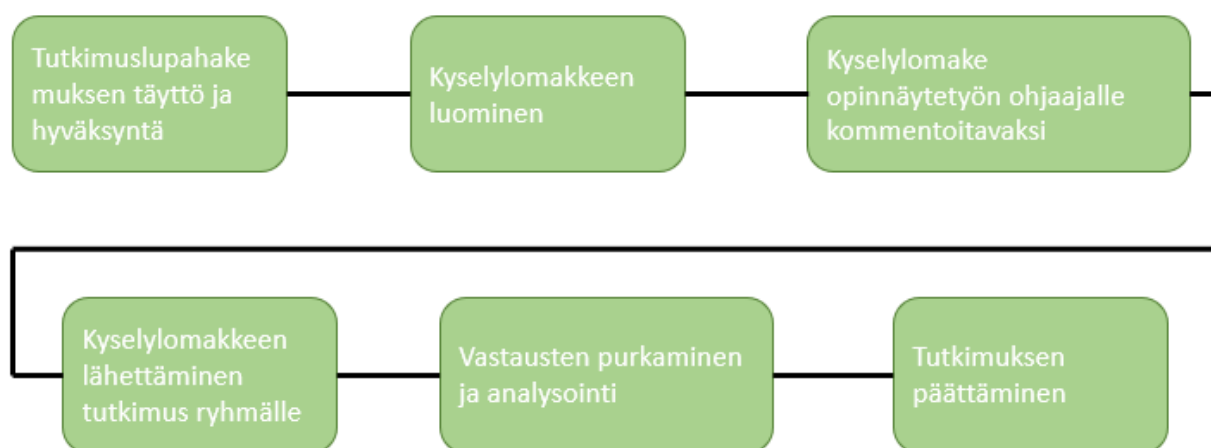 Tutkimuslupahake
muksen täyttö ja
hyväksyntä
Kyselylomakkeen
luominen
Kyselylomake
opinnäytetyön ohjaajalle
kommentoitavaksi
Kyselylomakkeen
lähettäminen
tutkimus ryhmälle
Vastausten purkaminen
ja analysointi
Tutkimuksen
päättäminen